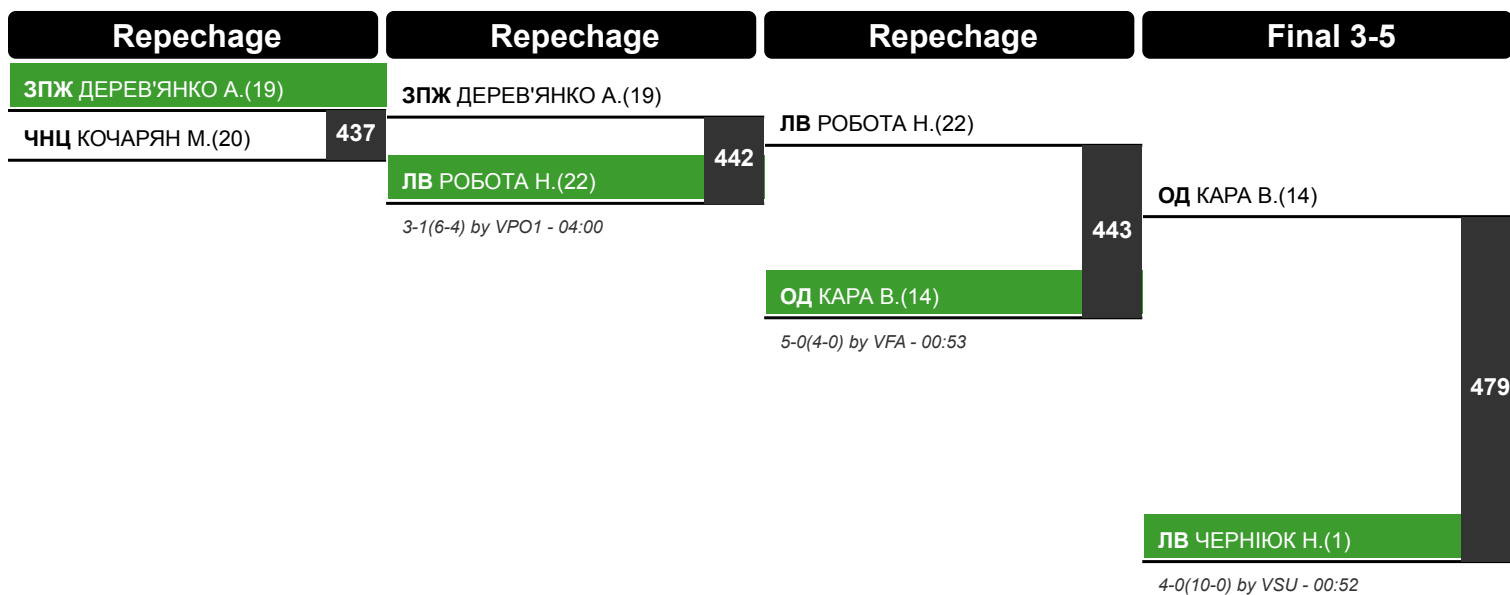 Repechage
Repechage
Repechage
Final 3-5
ЗПЖ ДЕРЕВ'ЯНКО А.(19)
ЧНЦ КОЧАРЯН М.(20)
437
ЗПЖ ДЕРЕВ'ЯНКО А.(19)
ЛВ РОБОТА Н.(22)
442
3-1(6-4) by VPO1 - 04:00
ЛВ РОБОТА Н.(22)
ОД КАРА В.(14)
443
5-0(4-0) by VFA - 00:53
ОД КАРА В.(14)
ЛВ ЧЕРНІЮК Н.(1)
479
4-0(10-0) by VSU - 00:52